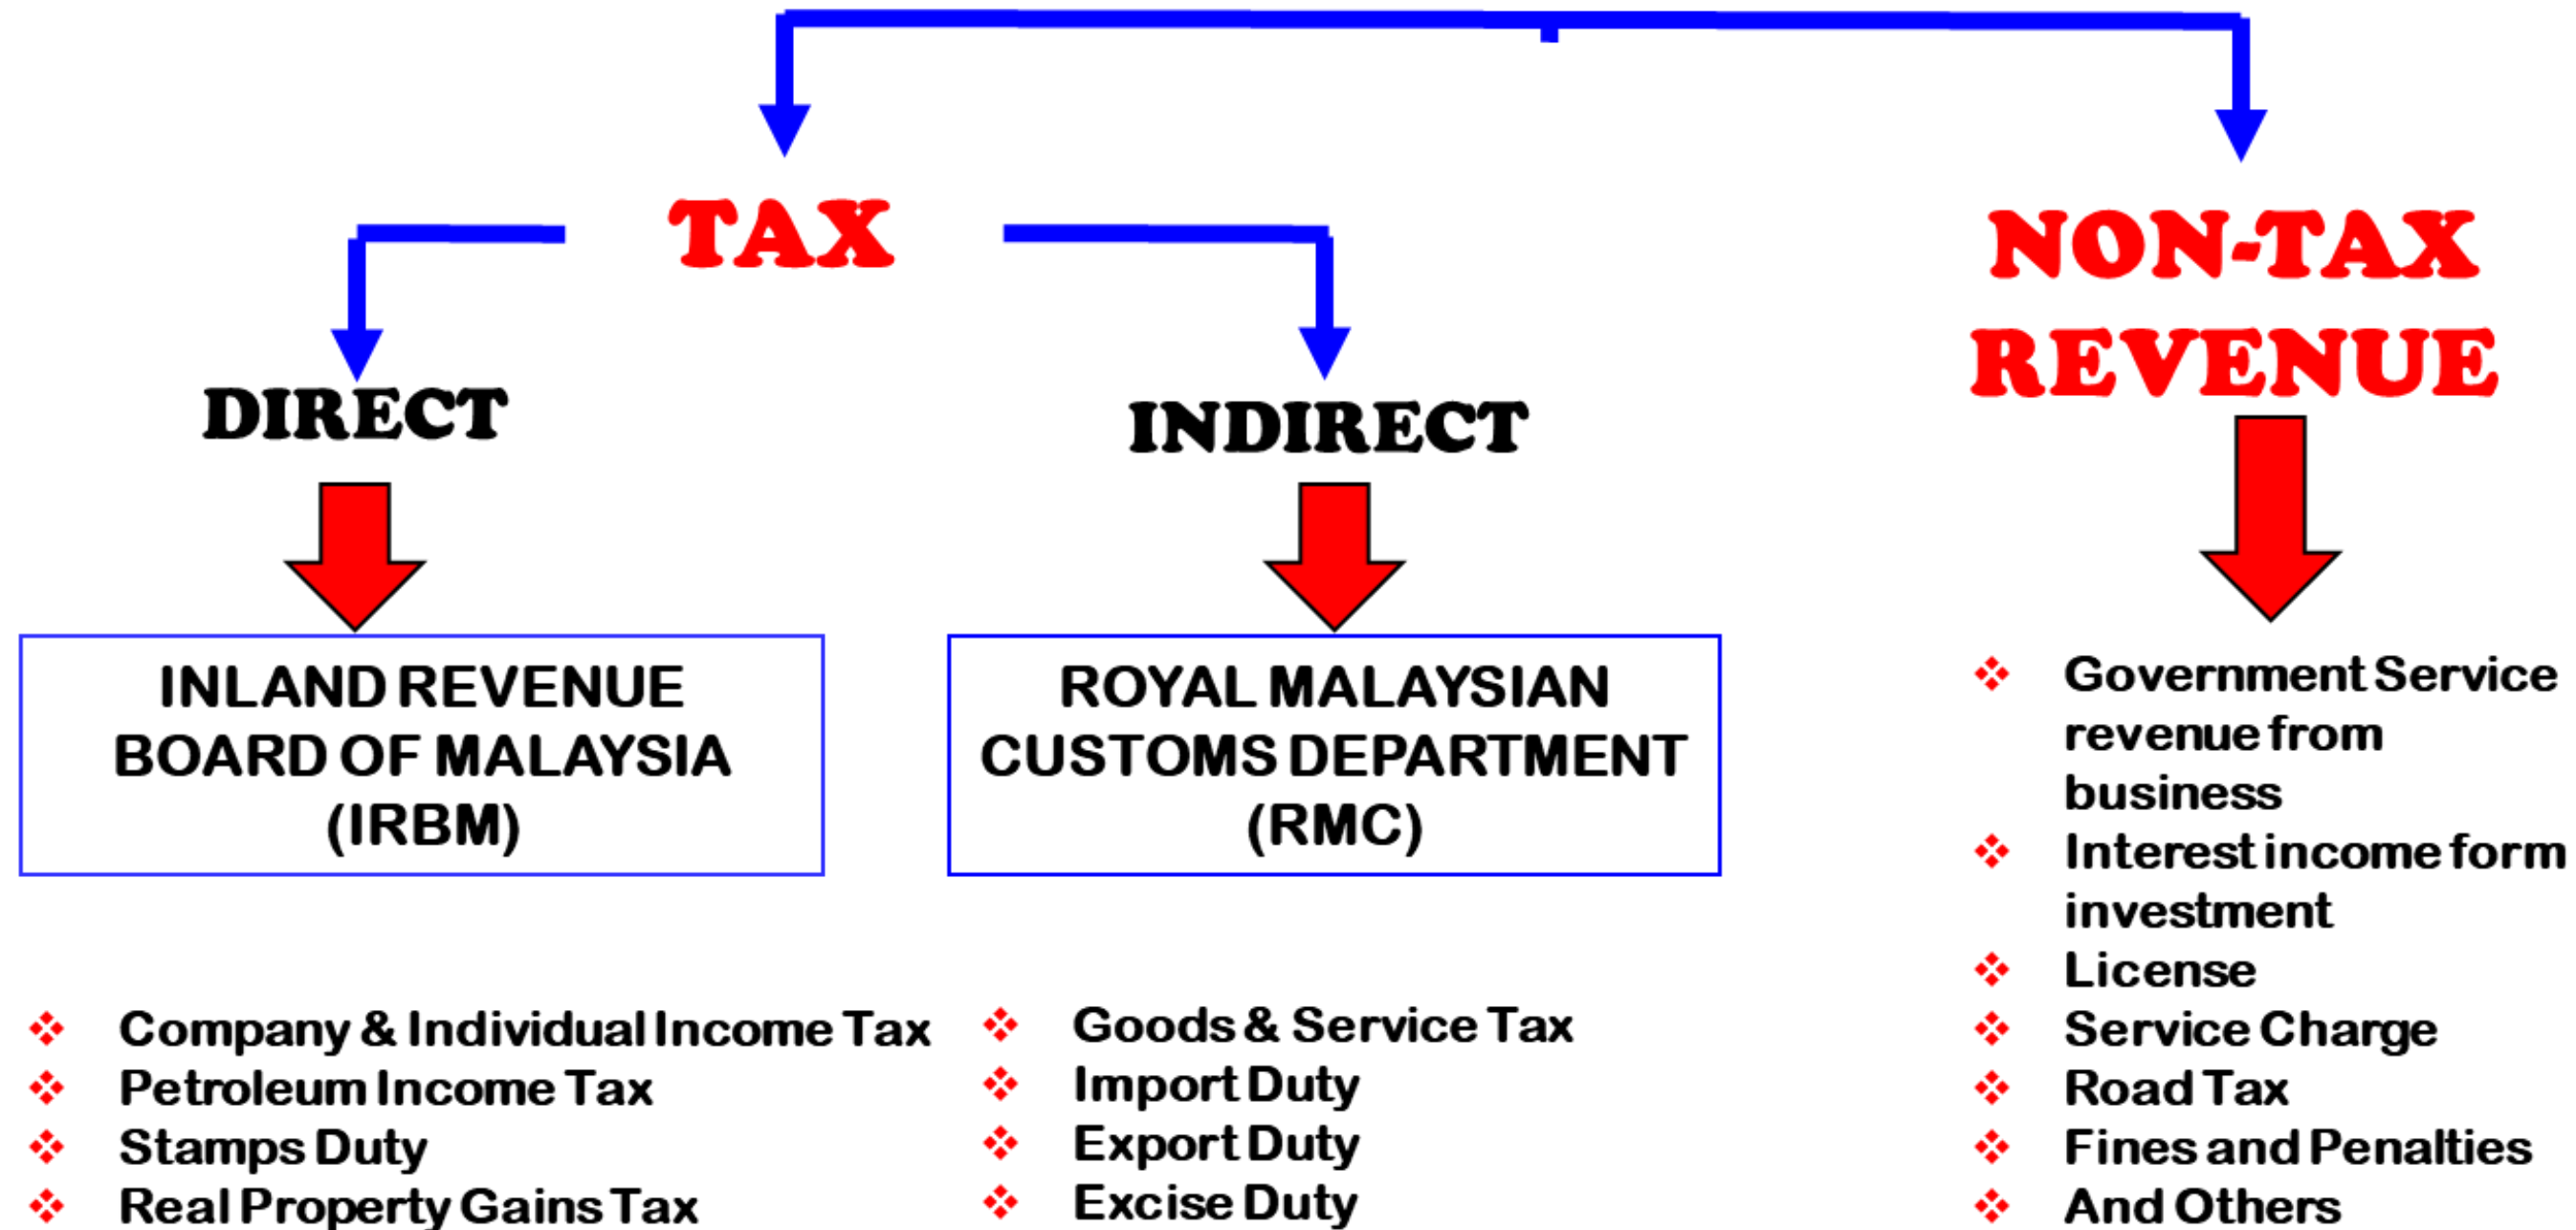 TAX
NON-TAX
REVENUE
DIRECT
INDIRECT
INLAND REVENUE
BOARD OF MALAYSIA
(IRBM)
ROYAL MALAYSIAN
CUSTOMS DEPARTMENT
(RMC)
Company & Individual Income Tax
Petroleum Income Tax
Stamps Duty
Real Property Gains Tax
Goods & Service Tax
Import Duty
Export Duty
Excise Duty
Government Service
revenue from
business
Interest income form
investment
License
Service Charge
Road Tax
Fines and Penalties
And Others